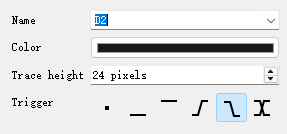 Name D2
Color
Trace height 24 pixels
Trigger